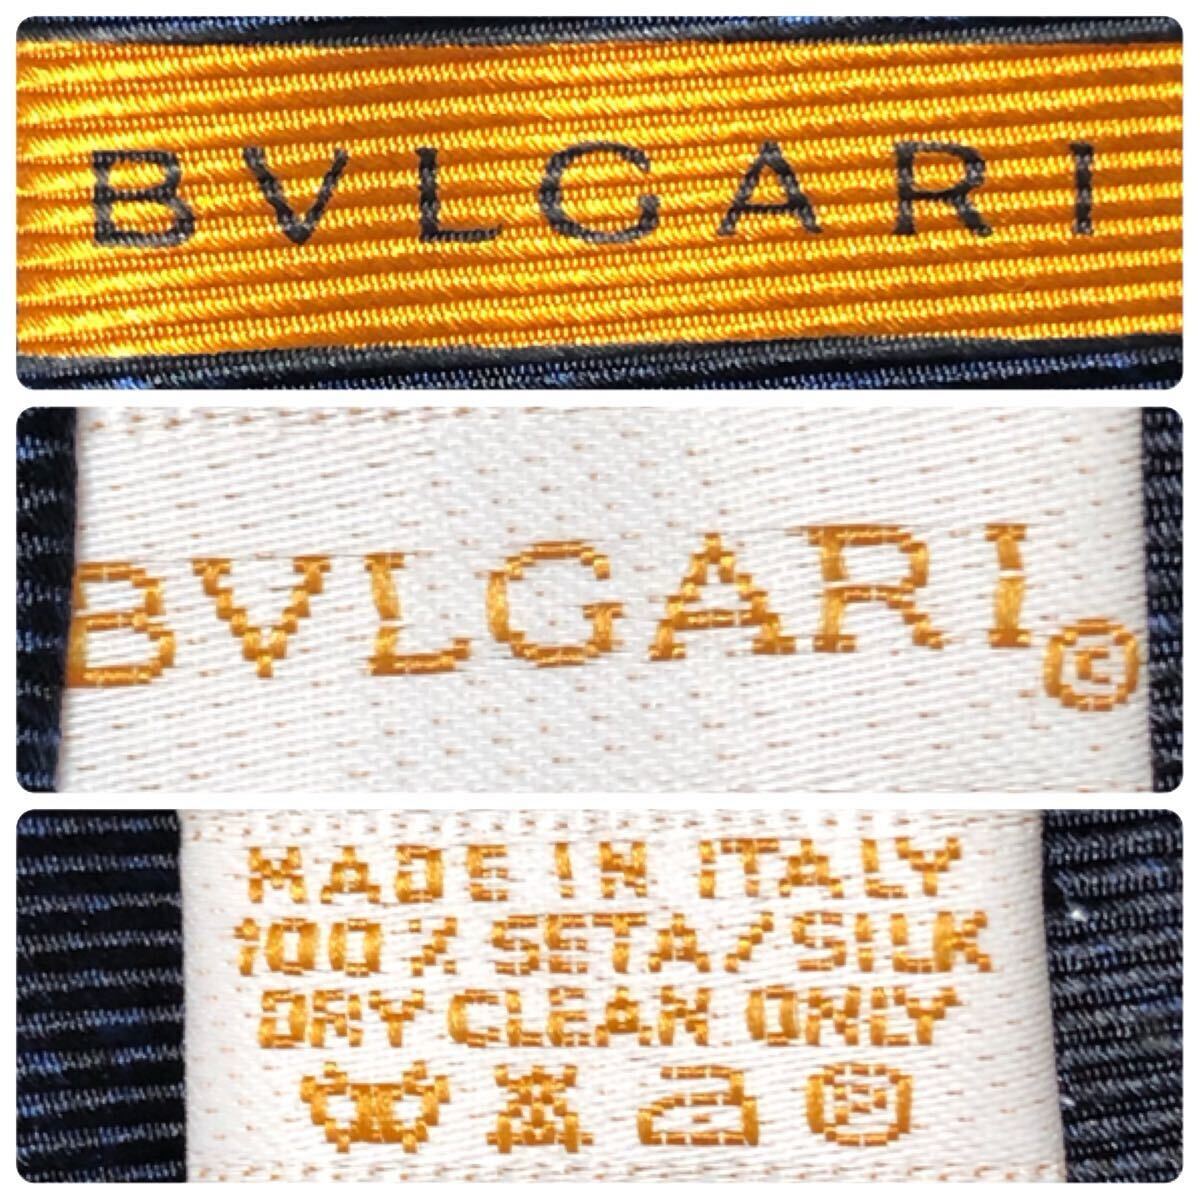 BVLGARI
BVLGARI©
MADE IN ITALY
100% SETA/SILK
DRY CLEAN ONLY